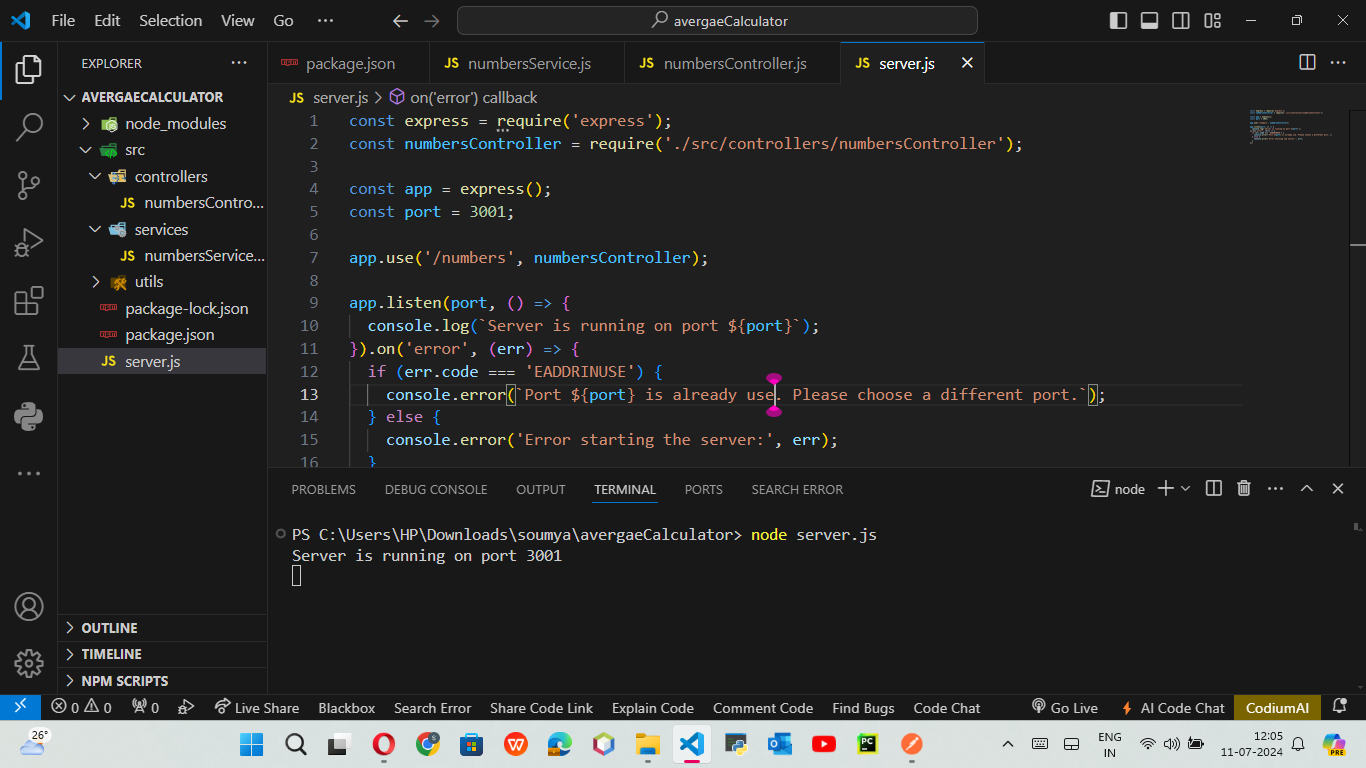 File Edit Selection View Go ··· avergaeCalculator
EXPLORER ···
AVERGAECALCULATOR
node_modules
src
controllers
JS numbersContro...
services
JS numbersService...
utils
package-lock.json
package.json
JS server.js
OUTLINE
TIMELINE
NPM SCRIPTS
package.json JS numbersService.js JS numbersController.js JS server.js
JS server.js > on('error') callback
1 const express = require('express');
2 const numbersController = require('./src/controllers/numbersController');
3
4 const app = express();
5 const port = 3001;
6
7 app.use('/numbers', numbersController);
8
9 app.listen(port, () => {
10 console.log(`Server is running on port ${port}`);
11 }).on('error', (err) => {
12 if (err.code === 'EADDRINUSE') {
13 console.error(`Port ${port} is already use. Please choose a different port.`);
14 } else {
15 console.error('Error starting the server:', err);
16 }
PROBLEMS DEBUG CONSOLE OUTPUT TERMINAL PORTS SEARCH ERROR node
PS C:\Users\HP\Downloads\soumya\avergaeCalculator> node server.js
Server is running on port 3001
0 0 0 Live Share Blackbox Search Error Share Code Link Explain Code Comment Code Find Bugs Code Chat Go Live AI Code Chat CodiumAI
26° ENG 12:05
IN 11-07-2024
PRE